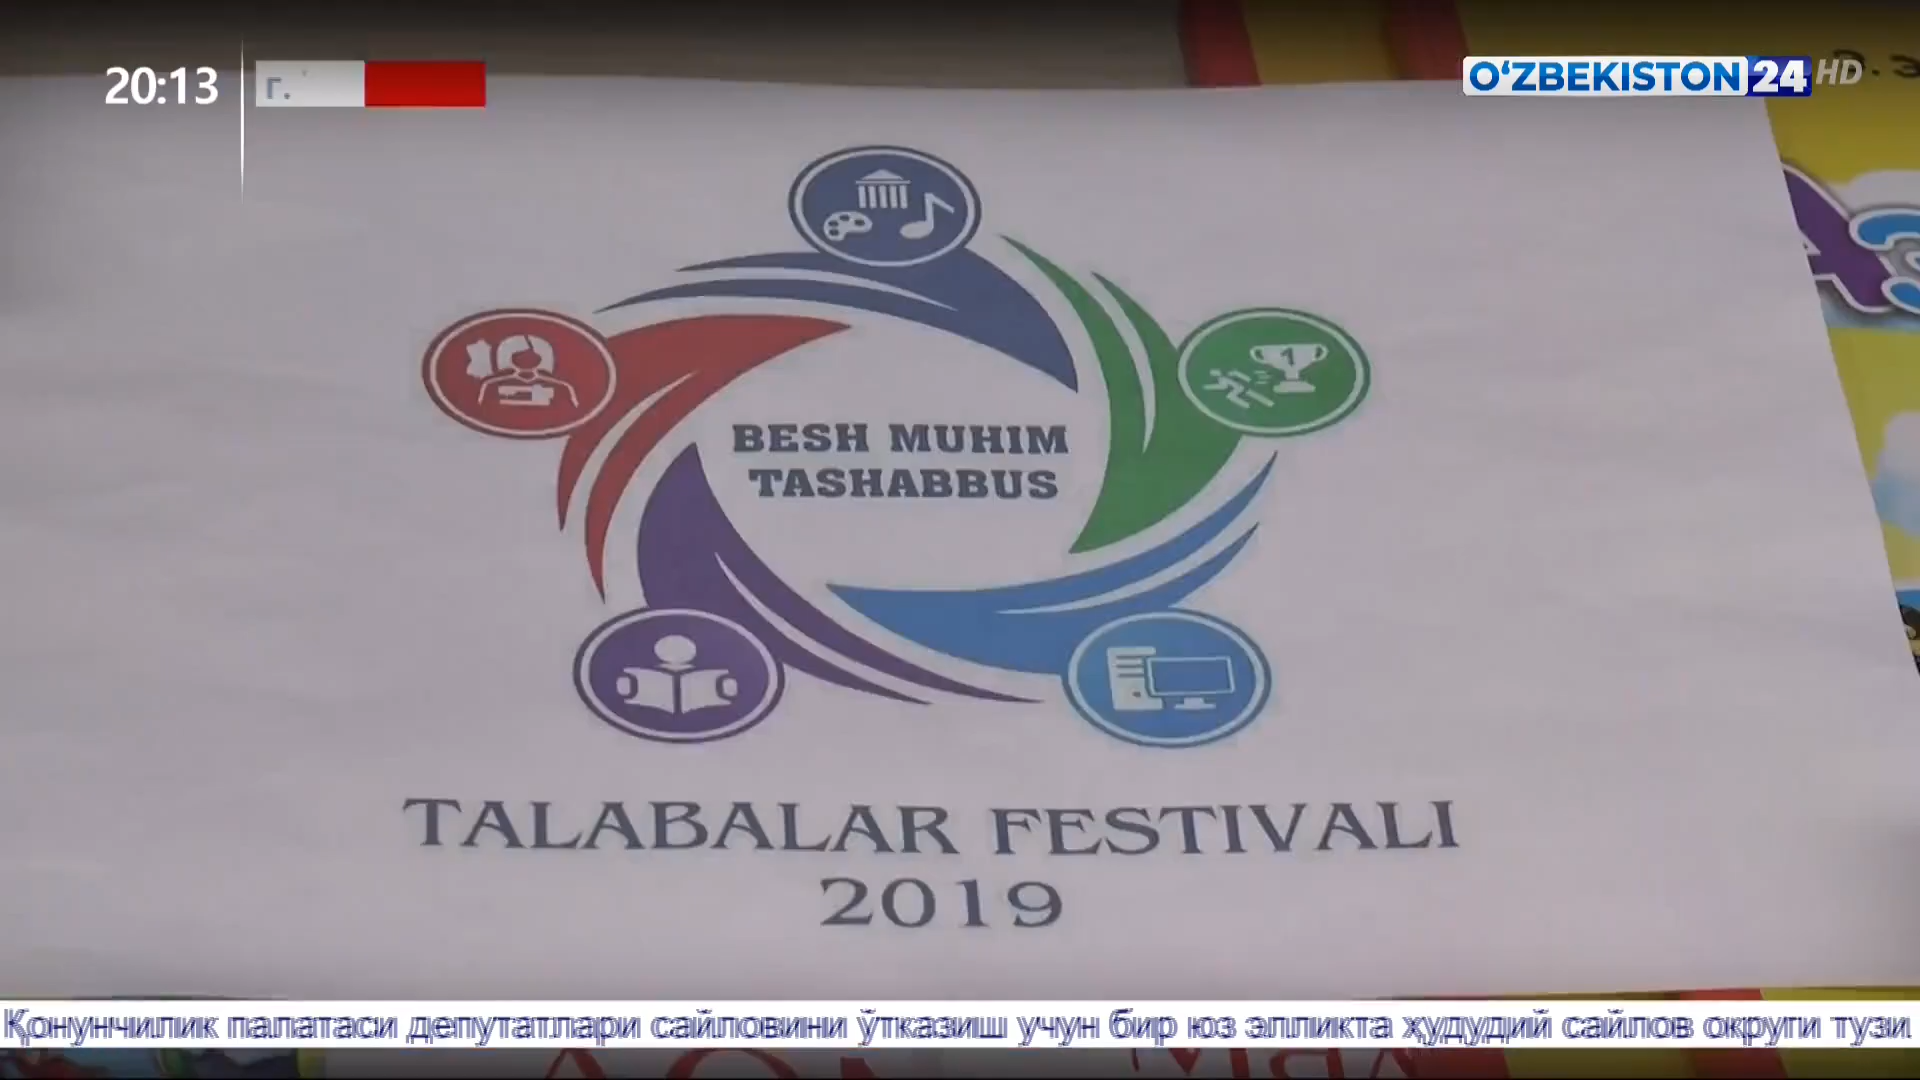 20:13
г.
O‘ZBEKISTON 24 HD
1
BESH MUHIM
TASHABBUS
TALABALAR FESTIVALI
2019
Қонунчилик палатаси депутатлари сайловини ўтказиш учун бир юз элликта ҳудудий сайлов округи тузи